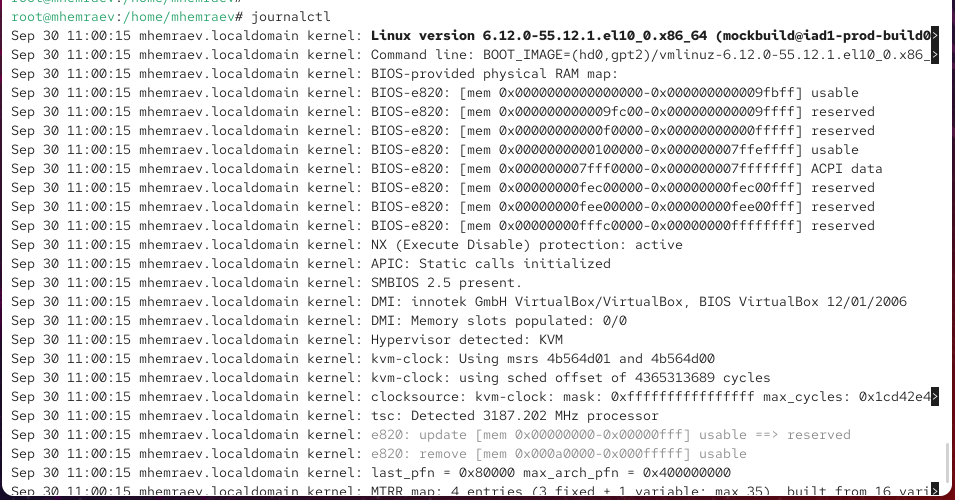 root@mhemraev:/home/mhemraev#
root@mhemraev:/home/mhemraev# journalctl
Sep 30 11:00:15 mhemraev.localdomain kernel: Linux version 6.12.0-55.12.1.el10_0.x86_64 (mockbuild@iad1-prod-build0>
Sep 30 11:00:15 mhemraev.localdomain kernel: Command line: BOOT_IMAGE=(hd0,gpt2)/vmlinuz-6.12.0-55.12.1.el10_0.x86_>
Sep 30 11:00:15 mhemraev.localdomain kernel: BIOS-provided physical RAM map:
Sep 30 11:00:15 mhemraev.localdomain kernel: BIOS-e820: [mem 0x0000000000000000-0x000000000009fbff] usable
Sep 30 11:00:15 mhemraev.localdomain kernel: BIOS-e820: [mem 0x000000000009fc00-0x000000000009ffff] reserved
Sep 30 11:00:15 mhemraev.localdomain kernel: BIOS-e820: [mem 0x00000000000f0000-0x00000000000fffff] reserved
Sep 30 11:00:15 mhemraev.localdomain kernel: BIOS-e820: [mem 0x0000000000100000-0x000000007ffeffff] usable
Sep 30 11:00:15 mhemraev.localdomain kernel: BIOS-e820: [mem 0x000000007fff0000-0x000000007fffffff] ACPI data
Sep 30 11:00:15 mhemraev.localdomain kernel: BIOS-e820: [mem 0x00000000fec00000-0x00000000fec00fff] reserved
Sep 30 11:00:15 mhemraev.localdomain kernel: BIOS-e820: [mem 0x00000000fee00000-0x00000000fee00fff] reserved
Sep 30 11:00:15 mhemraev.localdomain kernel: BIOS-e820: [mem 0x00000000fffc0000-0x00000000ffffffff] reserved
Sep 30 11:00:15 mhemraev.localdomain kernel: NX (Execute Disable) protection: active
Sep 30 11:00:15 mhemraev.localdomain kernel: APIC: Static calls initialized
Sep 30 11:00:15 mhemraev.localdomain kernel: SMBIOS 2.5 present.
Sep 30 11:00:15 mhemraev.localdomain kernel: DMI: innotek GmbH VirtualBox/VirtualBox, BIOS VirtualBox 12/01/2006
Sep 30 11:00:15 mhemraev.localdomain kernel: DMI: Memory slots populated: 0/0
Sep 30 11:00:15 mhemraev.localdomain kernel: Hypervisor detected: KVM
Sep 30 11:00:15 mhemraev.localdomain kernel: kvm-clock: Using msrs 4b564d01 and 4b564d00
Sep 30 11:00:15 mhemraev.localdomain kernel: kvm-clock: using sched offset of 4365313689 cycles
Sep 30 11:00:15 mhemraev.localdomain kernel: clocksource: kvm-clock: mask: 0xffffffffffffffff max_cycles: 0x1cd42e4>
Sep 30 11:00:15 mhemraev.localdomain kernel: tsc: Detected 3187.202 MHz processor
Sep 30 11:00:15 mhemraev.localdomain kernel: e820: update [mem 0x00000000-0x00000fff] usable ==> reserved
Sep 30 11:00:15 mhemraev.localdomain kernel: e820: remove [mem 0x000a0000-0x000fffff] usable
Sep 30 11:00:15 mhemraev.localdomain kernel: last_pfn = 0x80000 max_arch_pfn = 0x400000000
Sep 30 11:00:15 mhemraev.localdomain kernel: MTRR map: 4 entries (3 fixed + 1 variable; max 35), built from 16 vari>